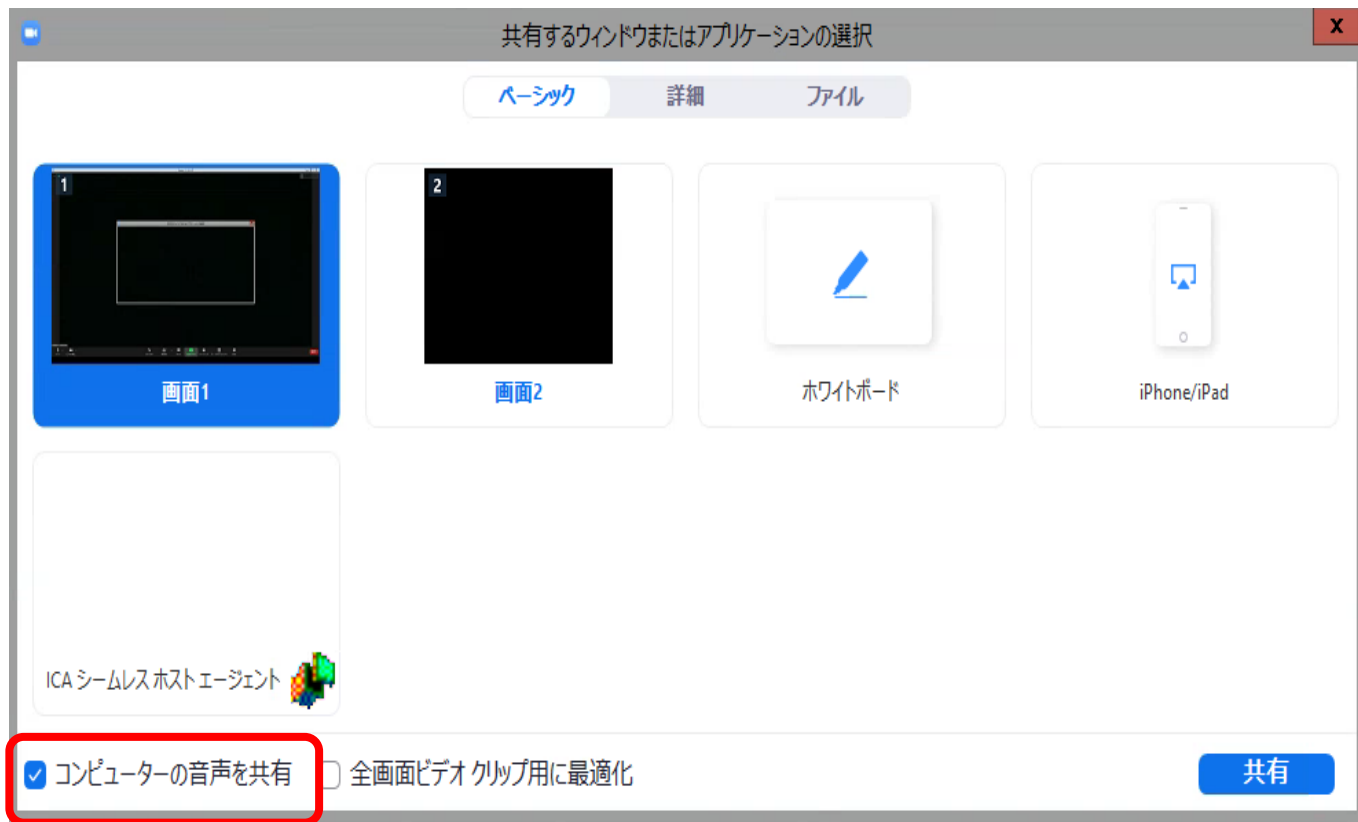 共有するウィンドウまたはアプリケーションの選択
X
ベーシック 詳細 ファイル
1
2
画面1
画面2
ホワイトボード
iPhone/iPad
ICA シームレス ホスト エージェント
コンピューターの音声を共有
全画面ビデオ クリップ用に最適化
共有